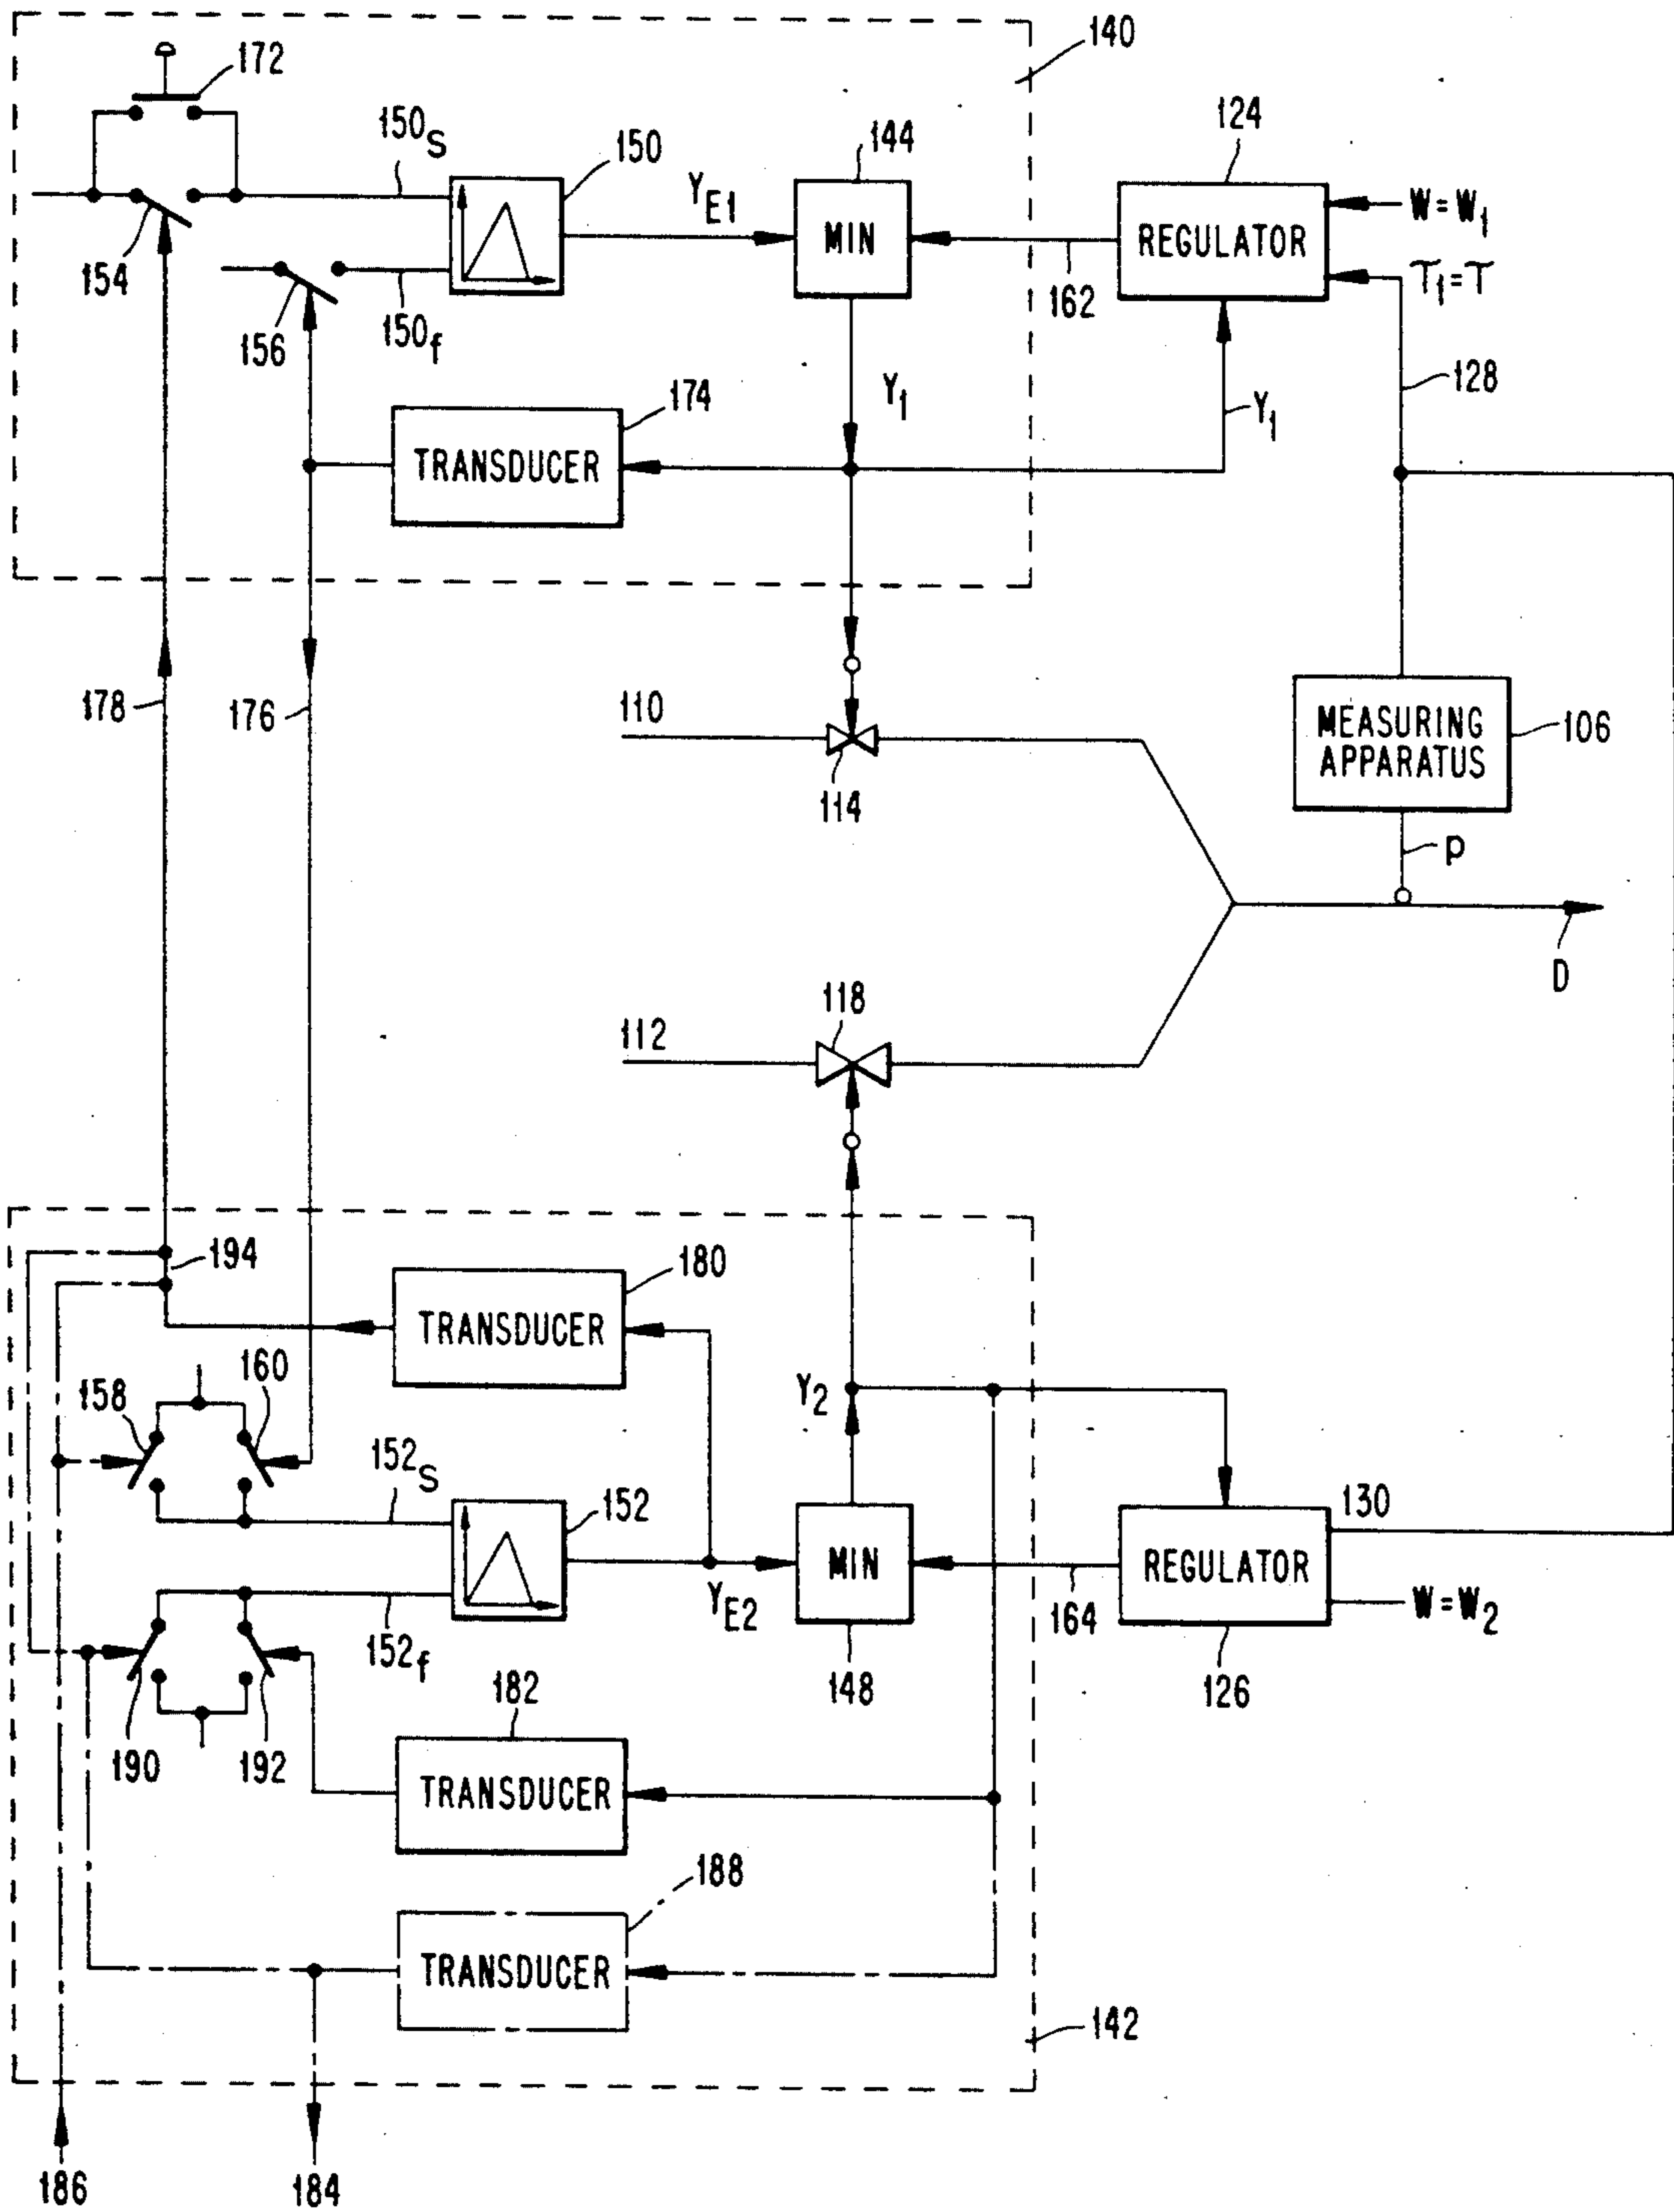 140
172
150S
150
144
124
YE1
MIN
REGULATOR
W=W1
T1=T
154
156
150f
162
128
174
Y1
Y1
TRANSDUCER
178
176
110
114
MEASURING
APPARATUS
106
P
D
118
112
194
180
TRANSDUCER
158
160
Y2
152S
152
130
MIN
REGULATOR
YE2
164
W=W2
152f
148
126
182
190
192
TRANSDUCER
188
TRANSDUCER
142
186
184